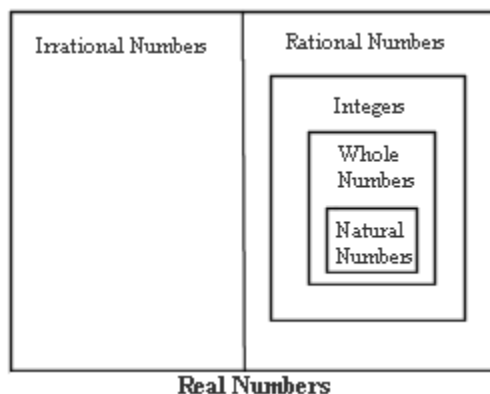 Irrational Numbers
Rational Numbers
Integers
Whole
Numbers
Natural
Numbers
Real Numbers